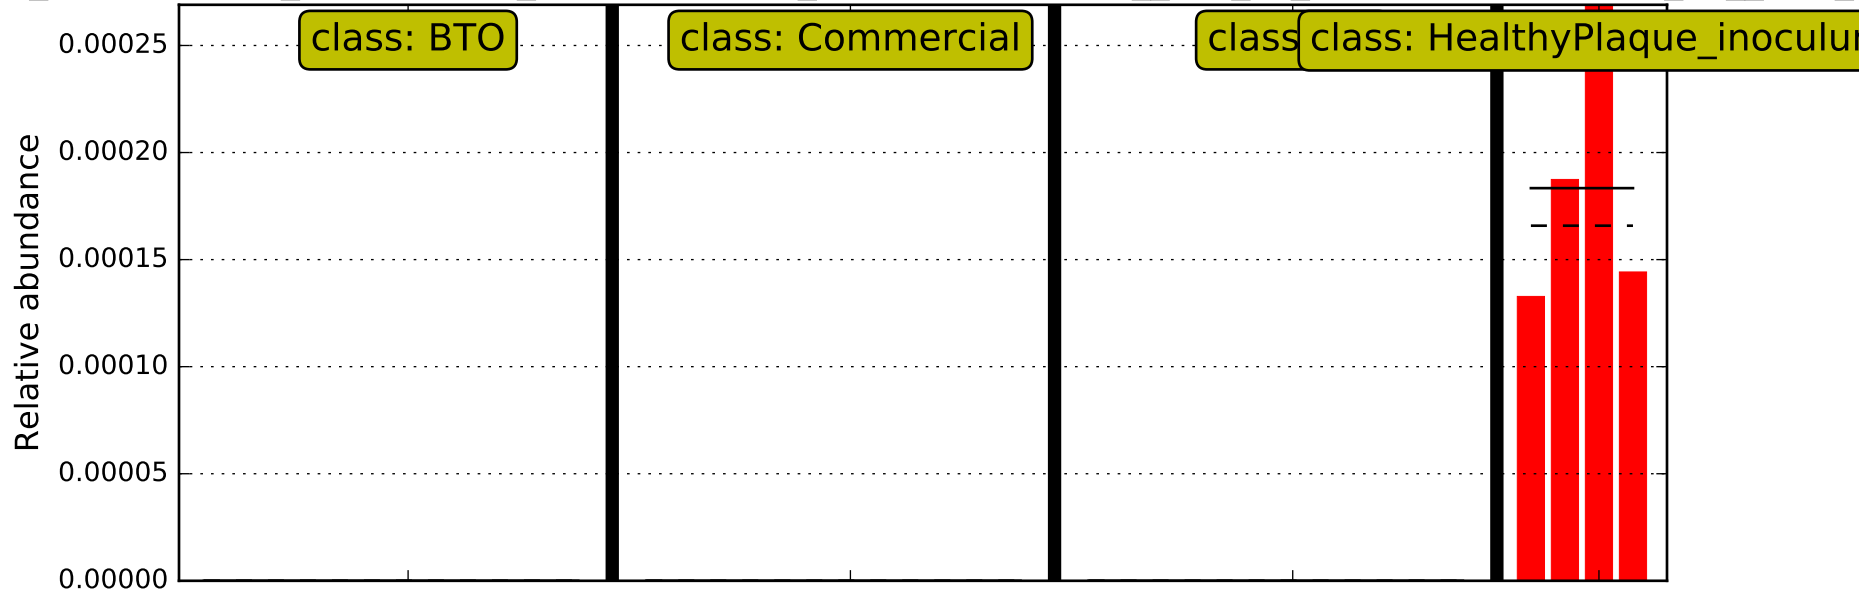 class: BTO
class: Commercial
class
class: HealthyPlaque_inoculu
Relative abundance
0.00025
0.00020
0.00015
0.00010
0.00005
0.00000